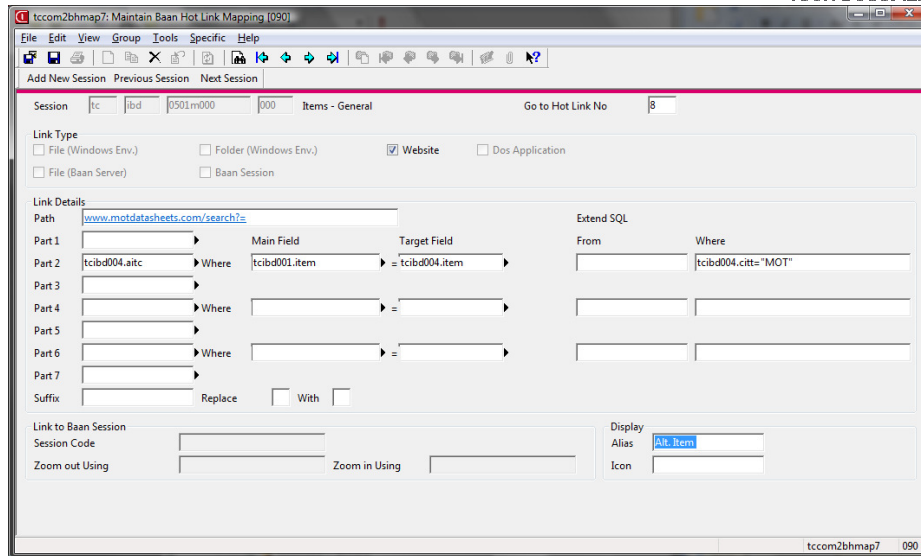 tccom2bhmap7: Maintain Baan Hot Link Mapping [090]
File Edit View Group Tools Specific Help
Add New Session Previous Session Next Session
Session tc ibd 0501m000 000 Items - General Go to Hot Link No 8
Link Type
File (Windows Env.) Folder (Windows Env.) Website Dos Application
File (Baan Server) Baan Session
Link Details
Path www.motdatasheets.com/search?= Extend SQL
Part 1 Main Field Target Field From Where
Part 2 tcibd004.aitc Where tcibd001.item = tcibd004.item tcibd004.citt="MOT"
Part 3
Part 4 Where =
Part 5
Part 6 Where =
Part 7
Suffix Replace With
Link to Baan Session Display
Session Code Alias Alt. Item
Zoom out Using Zoom in Using Icon
tccom2bhmap7 090